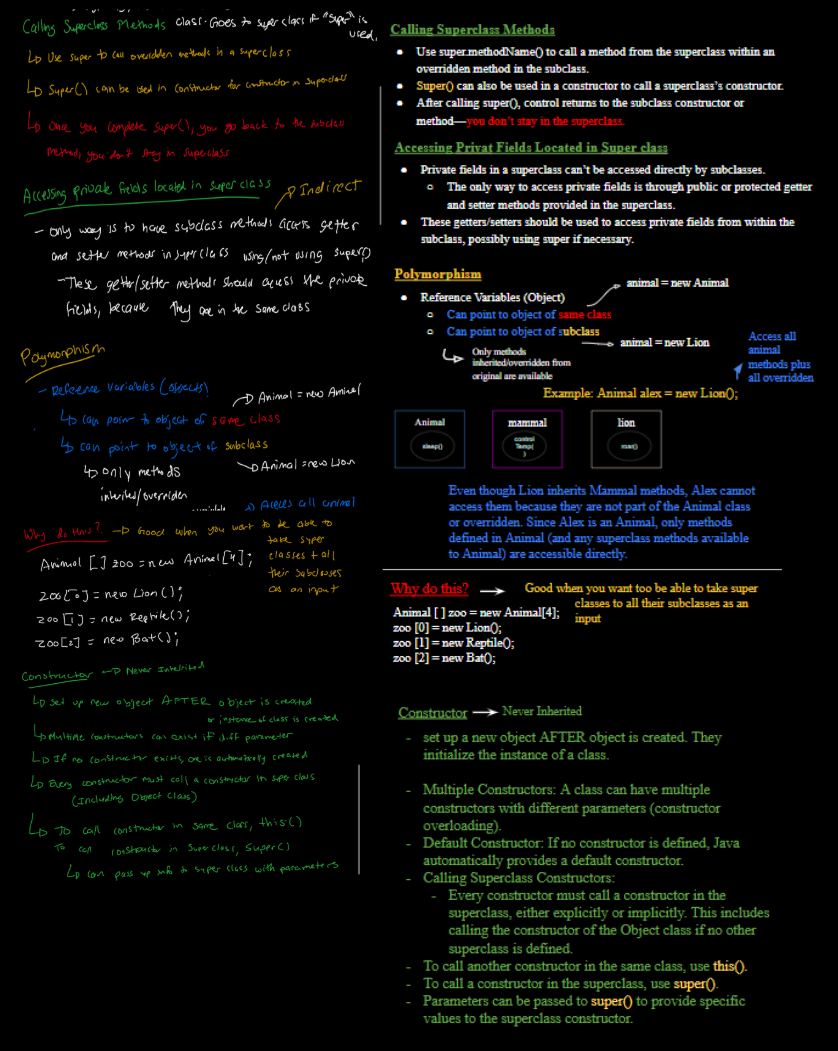 Calling Superclass Methods class. Goes to super class if "super" is used.
↳ Use super to call overridden methods in a superclass
↳ Super() can be used in constructor for constructor in superclass
↳ Once you complete super(), you go back to the subclass
method, you don't stay in superclass
Accessing private fields located in super class → Indirect
- only way is to have subclass methods access getter
and setter methods in superclass using/not using super()
- These getter/setter methods should access the private
fields, because they are in the same class
Polymorphism
- Reference Variables (objects)
↳ can point to object of same class → Animal = new Animal
↳ can point to object of subclass → Animal = new Lion
↳ only methods
inherited/overridden
available
→ Access all animal
Why do this? → Good when you want to be able to
take super
classes + all
their subclasses
as an input
Animal [] zoo = new Animal[4];
zoo[0] = new Lion();
zoo[1] = new Reptile();
zoo[2] = new Bat();
Constructor → Never Inherited
↳ set up new object AFTER object is created
or instance of class is created
↳ Multiple constructors can exist if diff parameter
↳ If no constructor exists, one is automatically created
↳ Every constructor must call a constructor in super class
(Including Object Class)
↳ To call constructor in same class, this()
To call constructor in superclass, super()
↳ can pass up info to super class with parameters
Calling Superclass Methods
● Use super.methodName() to call a method from the superclass within an
overridden method in the subclass.
● Super() can also be used in a constructor to call a superclass's constructor.
● After calling super(), control returns to the subclass constructor or
method—you don't stay in the superclass.
Accessing Privat Fields Located in Super class
● Private fields in a superclass can't be accessed directly by subclasses.
○ The only way to access private fields is through public or protected getter
and setter methods provided in the superclass.
● These getters/setters should be used to access private fields from within the
subclass, possibly using super if necessary.
Polymorphism
● Reference Variables (Object)
animal = new Animal
○ Can point to object of same class
○ Can point to object of subclass
animal = new Lion
Only methods
inherited/overridden from
original are available
Access all
animal
methods plus
all overridden
Example: Animal alex = new Lion();
Animal
sleep()
mammal
control
Temp(
)
lion
roar()
Even though Lion inherits Mammal methods, Alex cannot
access them because they are not part of the Animal class
or overridden. Since Alex is an Animal, only methods
defined in Animal (and any superclass methods available
to Animal) are accessible directly.
Why do this? → Good when you want too be able to take super
classes to all their subclasses as an
input
Animal [ ] zoo = new Animal[4];
zoo [0] = new Lion();
zoo [1] = new Reptile();
zoo [2] = new Bat();
Constructor → Never Inherited
- set up a new object AFTER object is created. They
initialize the instance of a class.
- Multiple Constructors: A class can have multiple
constructors with different parameters (constructor
overloading).
- Default Constructor: If no constructor is defined, Java
automatically provides a default constructor.
- Calling Superclass Constructors:
- Every constructor must call a constructor in the
superclass, either explicitly or implicitly. This includes
calling the constructor of the Object class if no other
superclass is defined.
- To call another constructor in the same class, use this().
- To call a constructor in the superclass, use super().
- Parameters can be passed to super() to provide specific
values to the superclass constructor.